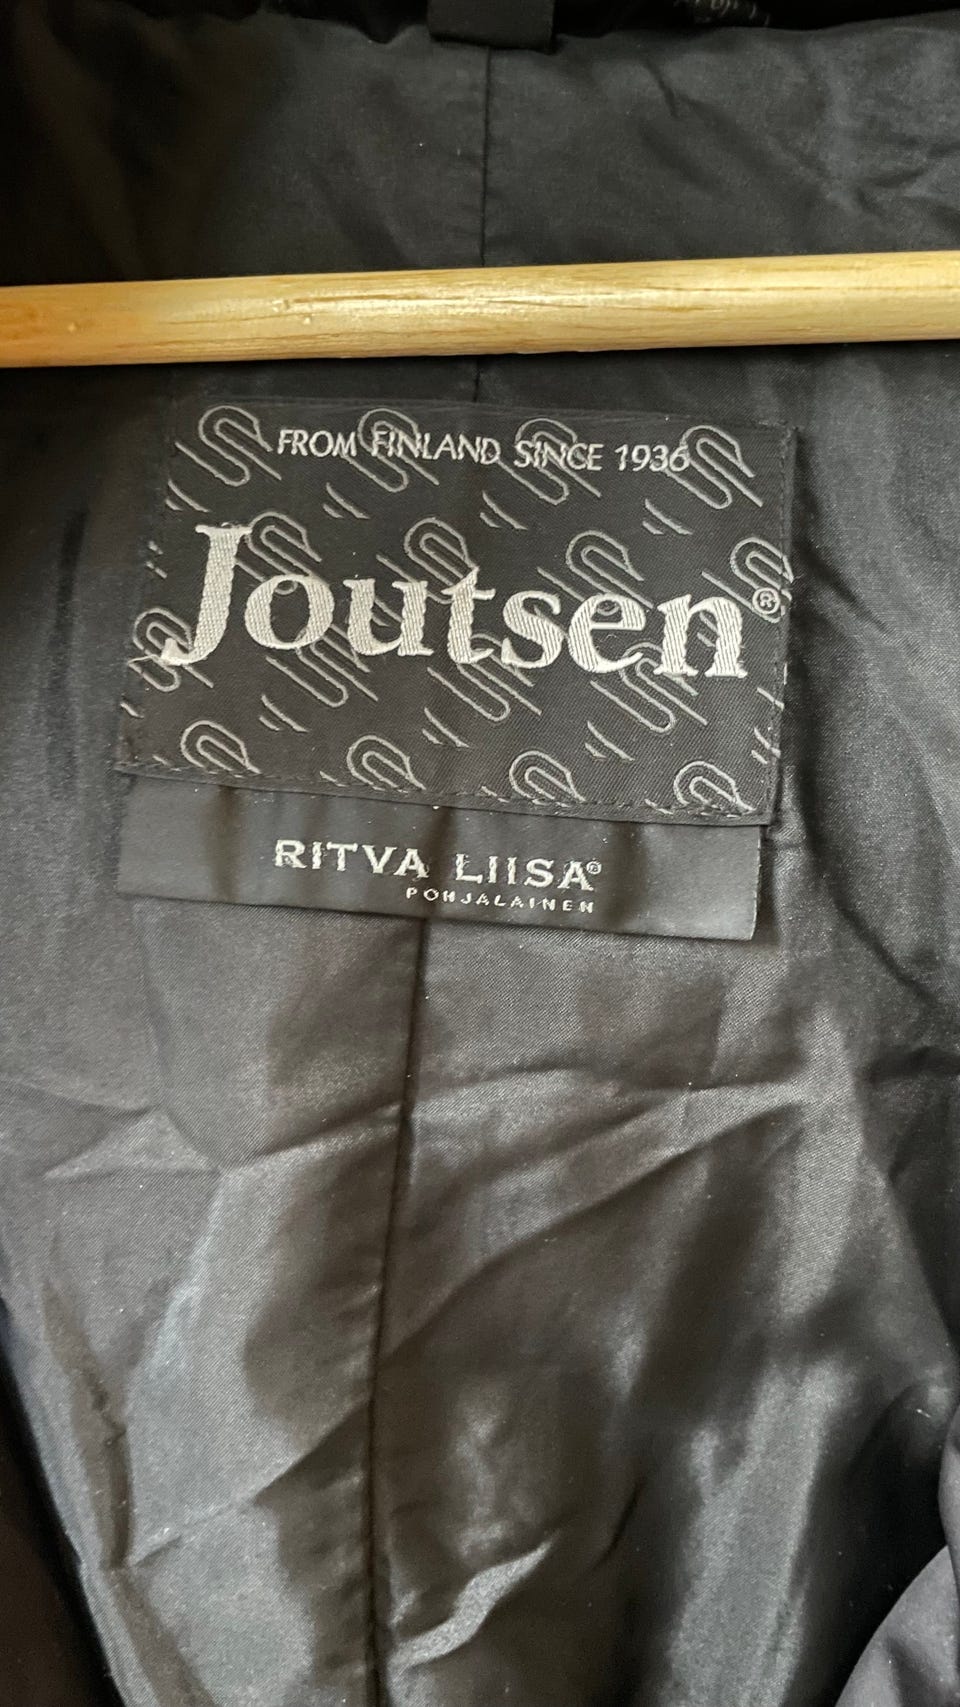 FROM FINLAND SINCE 1936
Joutsen®
RITVA LIISA®
POHJALAINEN